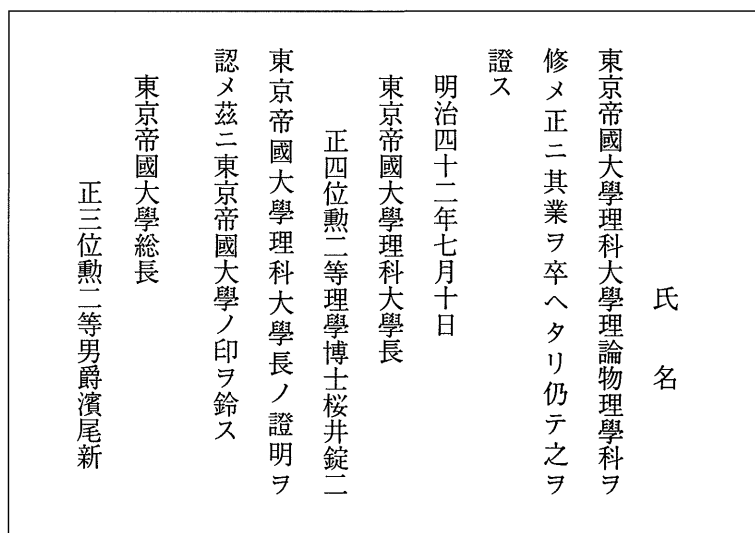 氏名
東京帝國大學理科大學理論物理學科ヲ
修メ正ニ其業ヲ卒ヘタリ仍テ之ヲ
證ス
明治四十二年七月十日
東京帝國大學理科大學長
正四位勲二等理學博士桜井錠二
東京帝國大學理科大學長ノ證明ヲ
認メ茲ニ東京帝國大學ノ印ヲ鈴ス
東京帝國大學総長
正三位勲二等男爵濱尾新